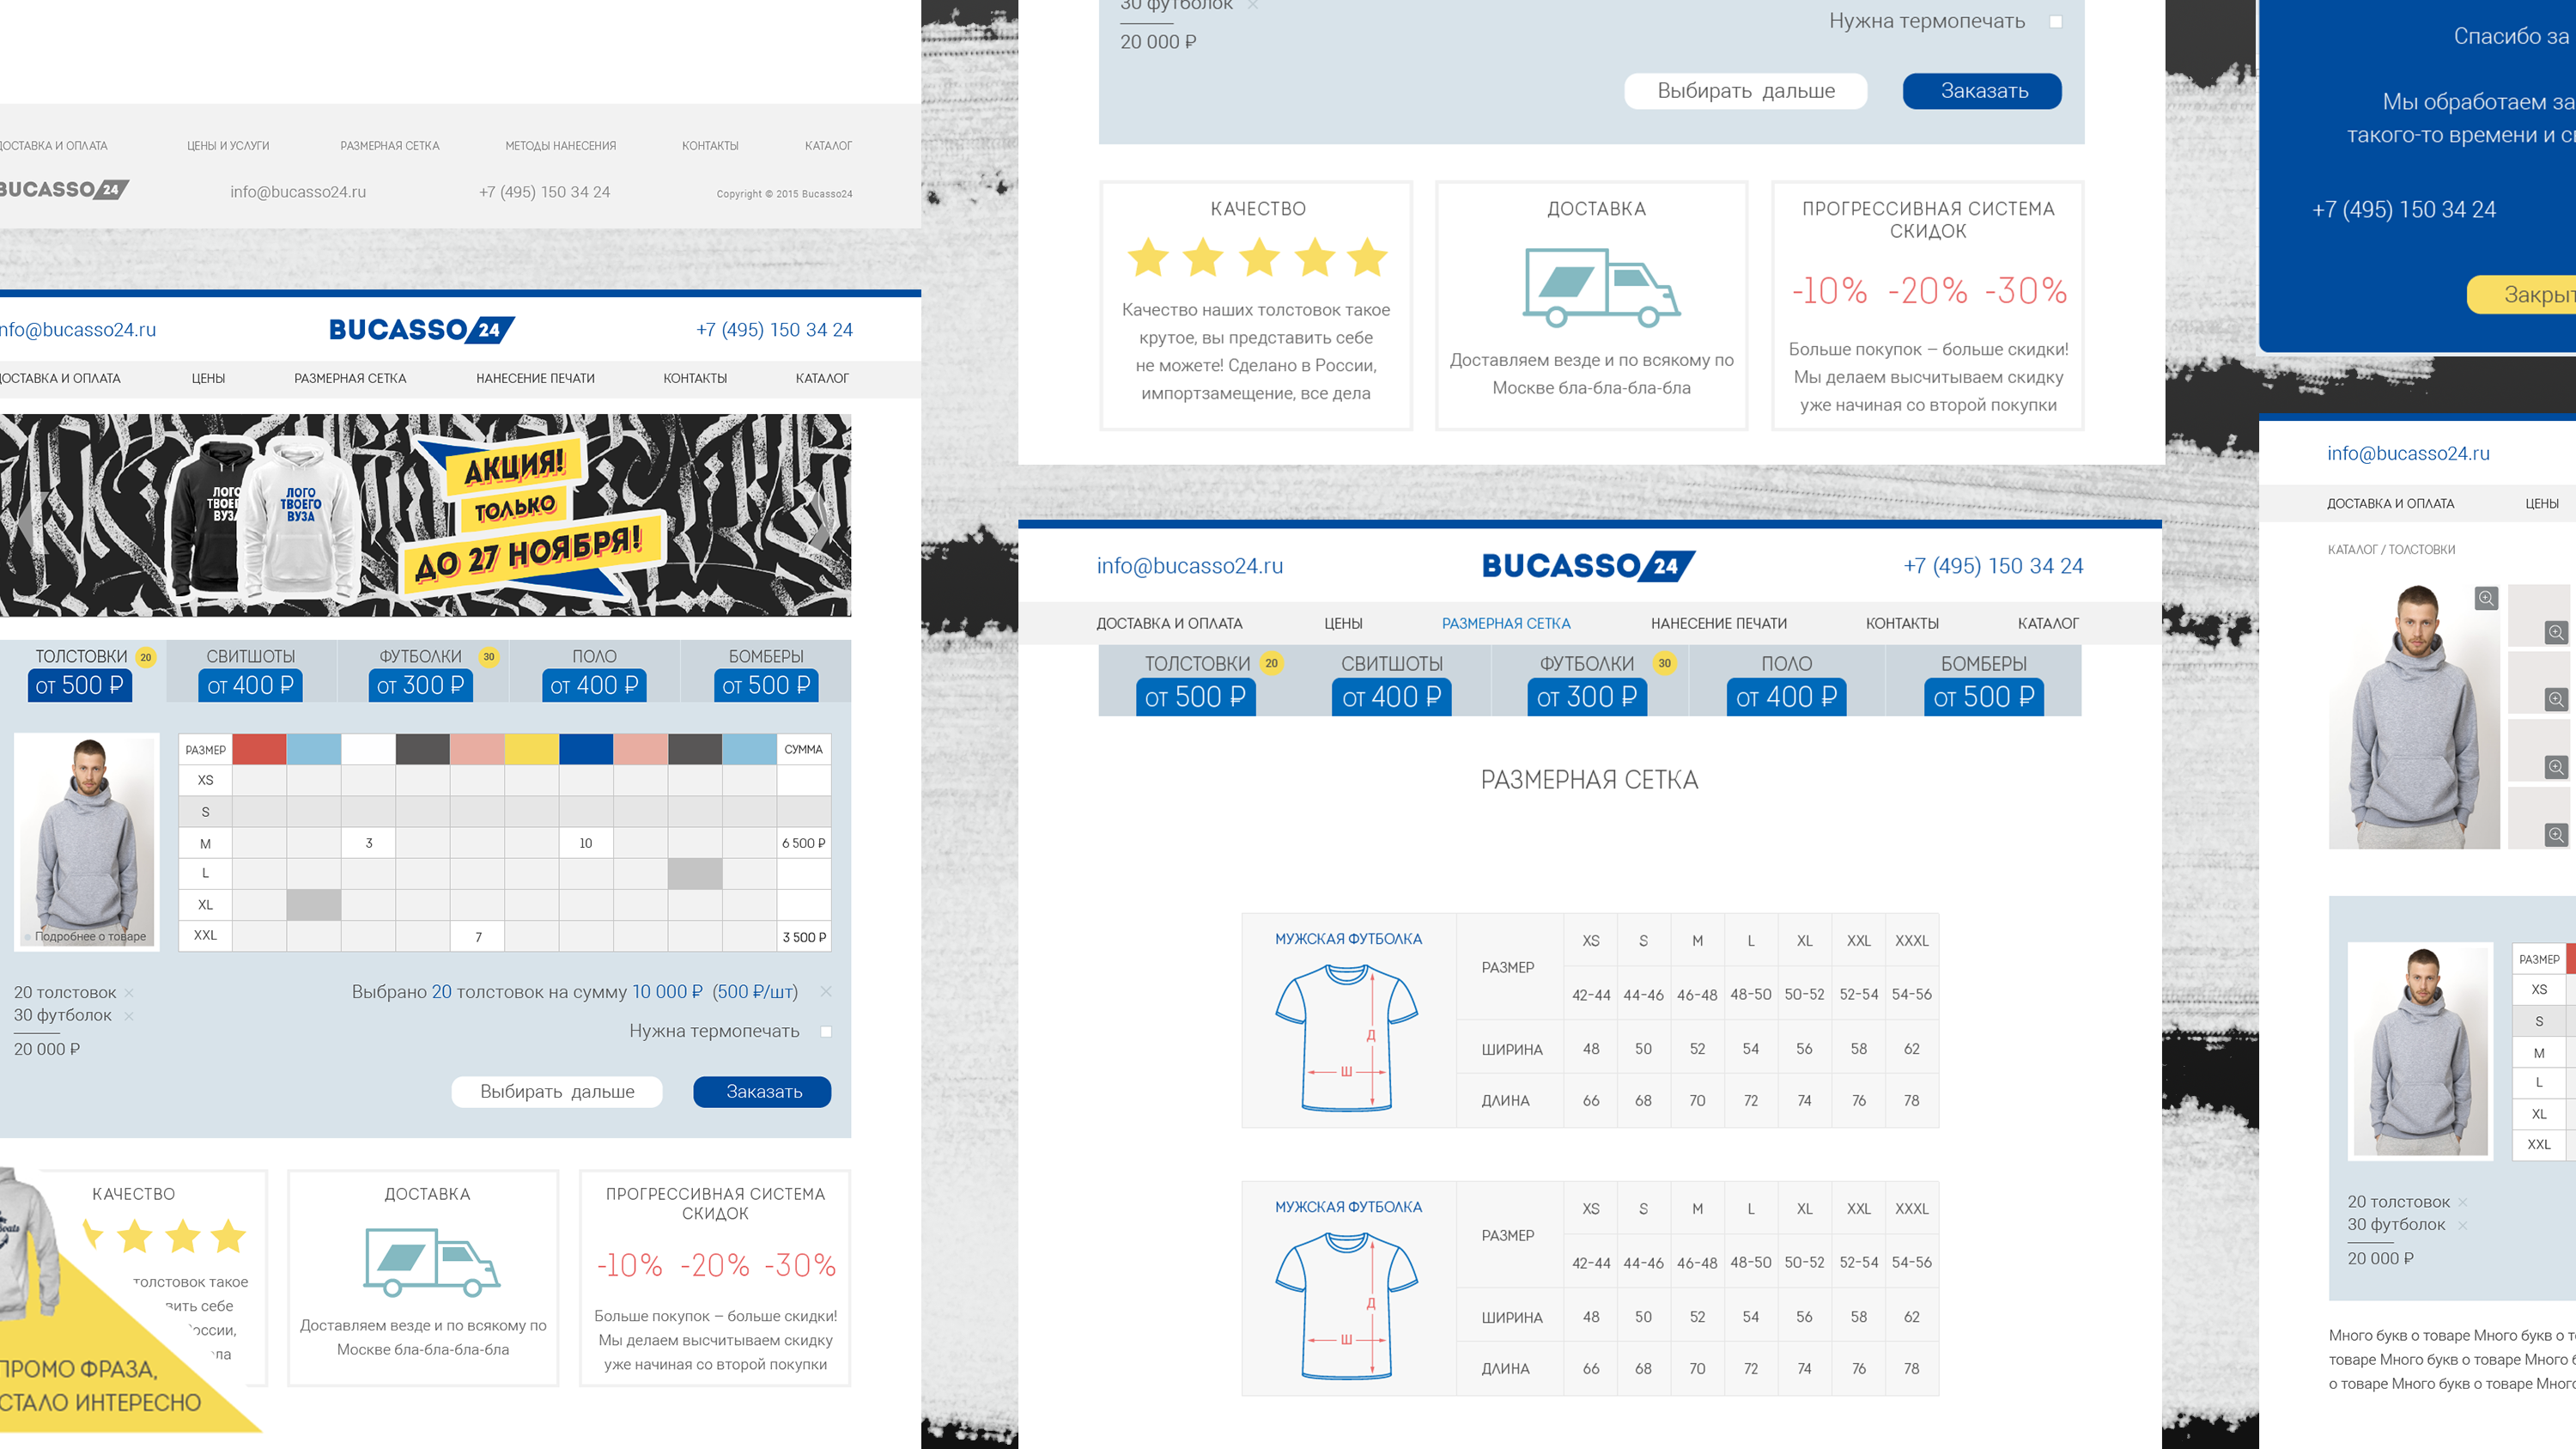 ДОСТАВКА И ОПЛАТА ЦЕНЫ И УСЛУГИ РАЗМЕРНАЯ СЕТКА МЕТОДЫ НАНЕСЕНИЯ КОНТАКТЫ КАТАЛОГ
BUCASSO 24 info@bucasso24.ru +7 (495) 150 34 24 Copyright © 2015 Bucasso24
info@bucasso24.ru BUCASSO 24 +7 (495) 150 34 24
ДОСТАВКА И ОПЛАТА ЦЕНЫ РАЗМЕРНАЯ СЕТКА НАНЕСЕНИЕ ПЕЧАТИ КОНТАКТЫ КАТАЛОГ
ЛОГО
ТВОЕГО
ВУЗА
ЛОГО
ТВОЕГО
ВУЗА
АКЦИЯ!
ТОЛЬКО
ДО 27 НОЯБРЯ!
ТОЛСТОВКИ 20 СВИТШОТЫ ФУТБОЛКИ 30 ПОЛО БОМБЕРЫ
от 500 ₽ от 400 ₽ от 300 ₽ от 400 ₽ от 500 ₽
РАЗМЕР СУММА
XS
S
M 3 10 6 500 ₽
L
XL
XXL 7 3 500 ₽
Подробнее о товаре
20 толстовок ×
30 футболок ×
20 000 ₽
Выбрано 20 толстовок на сумму 10 000 ₽ (500 ₽/шт) ×
Нужна термопечать
Выбирать дальше Заказать
КАЧЕСТВО
толстовок такое
вить себе
оссии,
ла
ПРОМО ФРАЗА,
СТАЛО ИНТЕРЕСНО
ДОСТАВКА
Доставляем везде и по всякому по
Москве бла-бла-бла-бла
ПРОГРЕССИВНАЯ СИСТЕМА
СКИДОК
-10% -20% -30%
Больше покупок – больше скидки!
Мы делаем высчитываем скидку
уже начиная со второй покупки
30 футболок ×
20 000 ₽
Нужна термопечать
Выбирать дальше Заказать
КАЧЕСТВО
Качество наших толстовок такое
крутое, вы представить себе
не можете! Сделано в России,
импортзамещение, все дела
ДОСТАВКА
Доставляем везде и по всякому по
Москве бла-бла-бла-бла
ПРОГРЕССИВНАЯ СИСТЕМА
СКИДОК
-10% -20% -30%
Больше покупок – больше скидки!
Мы делаем высчитываем скидку
уже начиная со второй покупки
info@bucasso24.ru BUCASSO 24 +7 (495) 150 34 24
ДОСТАВКА И ОПЛАТА ЦЕНЫ РАЗМЕРНАЯ СЕТКА НАНЕСЕНИЕ ПЕЧАТИ КОНТАКТЫ КАТАЛОГ
ТОЛСТОВКИ 20 СВИТШОТЫ ФУТБОЛКИ 30 ПОЛО БОМБЕРЫ
от 500 ₽ от 400 ₽ от 300 ₽ от 400 ₽ от 500 ₽
РАЗМЕРНАЯ СЕТКА
МУЖСКАЯ ФУТБОЛКА
Д
Ш
РАЗМЕР XS S M L XL XXL XXXL
42-44 44-46 46-48 48-50 50-52 52-54 54-56
ШИРИНА 48 50 52 54 56 58 62
ДЛИНА 66 68 70 72 74 76 78
МУЖСКАЯ ФУТБОЛКА
Д
Ш
РАЗМЕР XS S M L XL XXL XXXL
42-44 44-46 46-48 48-50 50-52 52-54 54-56
ШИРИНА 48 50 52 54 56 58 62
ДЛИНА 66 68 70 72 74 76 78
Спасибо за
Мы обработаем за
такого-то времени и с
+7 (495) 150 34 24
Закрыт
info@bucasso24.ru
ДОСТАВКА И ОПЛАТА ЦЕНЫ
КАТАЛОГ / ТОЛСТОВКИ
РАЗМЕР
XS
S
M
L
XL
XXL
20 толстовок ×
30 футболок ×
20 000 ₽
Много букв о товаре Много букв о т
товаре Много букв о товаре Много б
о товаре Много букв о товаре Мног